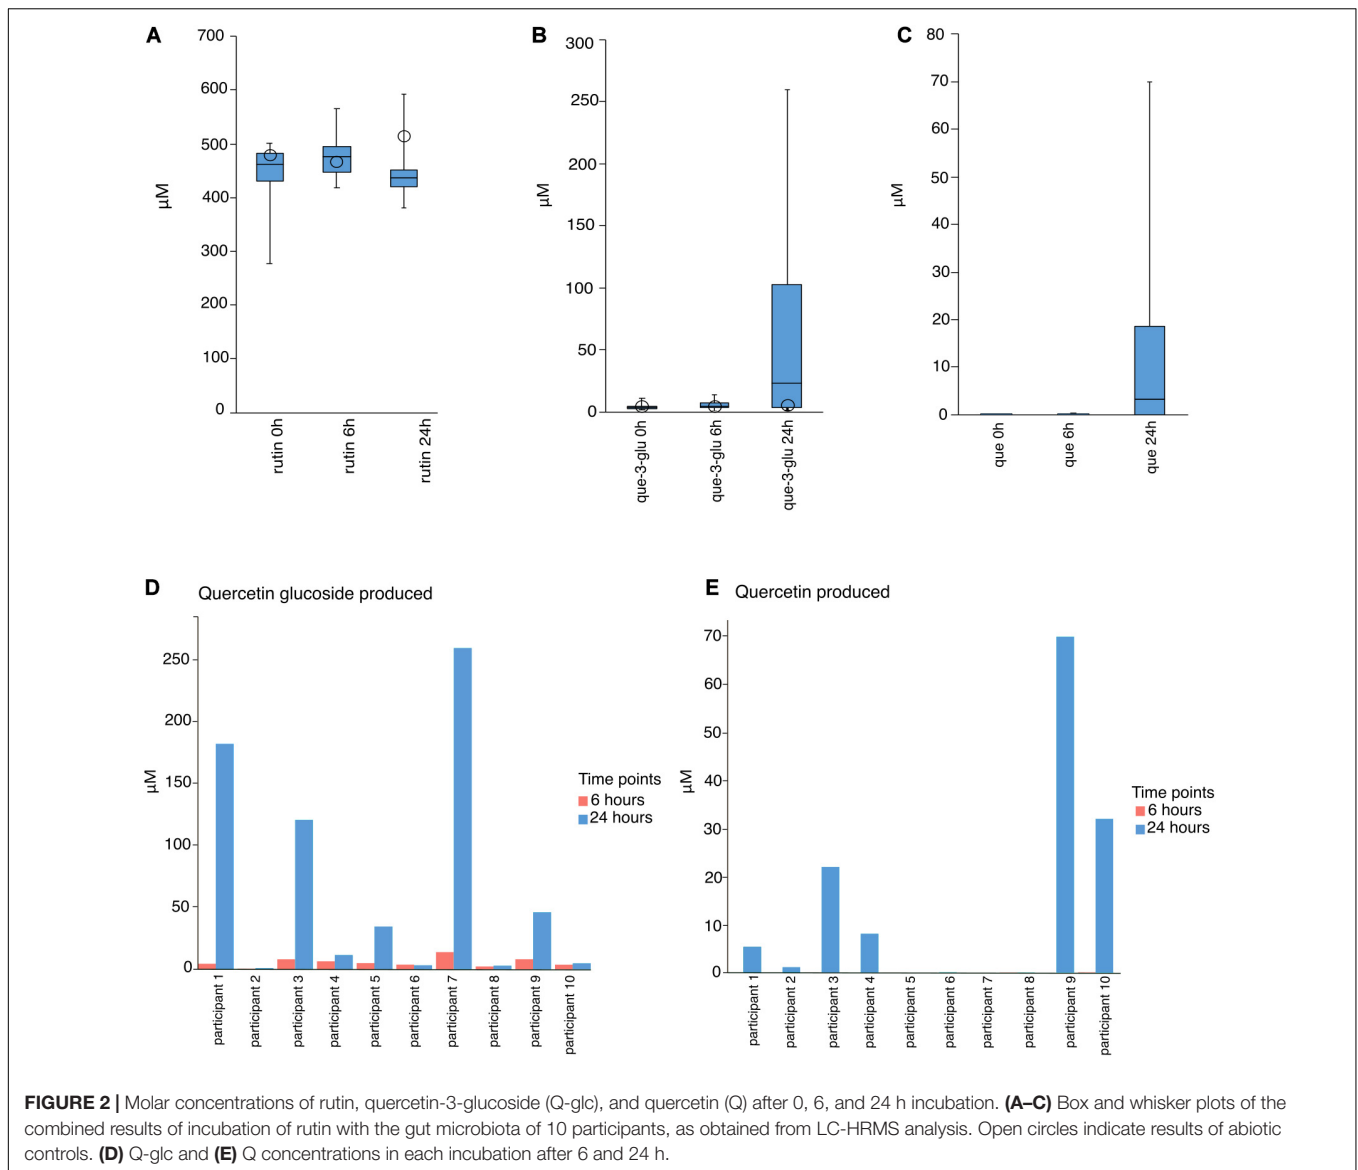 A
700
600
500
400
300
200
100
0
µM
rutin 0h
rutin 6h
rutin 24h
B
300
250
200
150
100
50
0
µM
que-3-glu 0h
que-3-glu 6h
que-3-glu 24h
C
80
70
60
50
40
30
20
10
0
µM
que 0h
que 6h
que 24h
D
Quercetin glucoside produced
250
200
150
100
50
0
µM
participant 1
participant 2
participant 3
participant 4
participant 5
participant 6
participant 7
participant 8
participant 9
participant 10
Time points
6 hours
24 hours
E
Quercetin produced
70
60
50
40
30
20
10
0
µM
participant 1
participant 2
participant 3
participant 4
participant 5
participant 6
participant 7
participant 8
participant 9
participant 10
Time points
6 hours
24 hours
FIGURE 2 | Molar concentrations of rutin, quercetin-3-glucoside (Q-glc), and quercetin (Q) after 0, 6, and 24 h incubation. (A–C) Box and whisker plots of the
combined results of incubation of rutin with the gut microbiota of 10 participants, as obtained from LC-HRMS analysis. Open circles indicate results of abiotic
controls. (D) Q-glc and (E) Q concentrations in each incubation after 6 and 24 h.